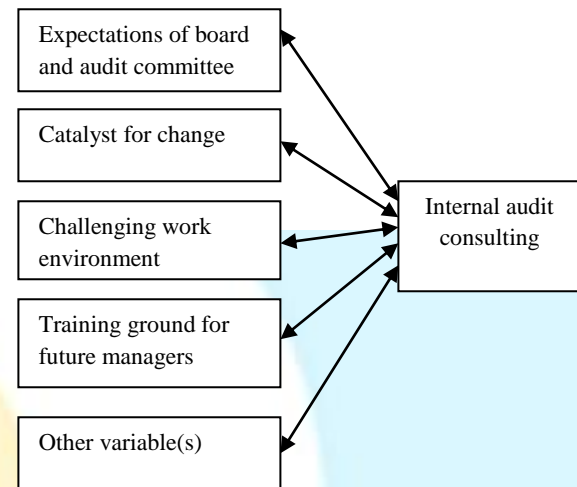 Expectations of board
and audit committee
Catalyst for change
Challenging work
environment
Training ground for
future managers
Other variable(s)
Internal audit
consulting